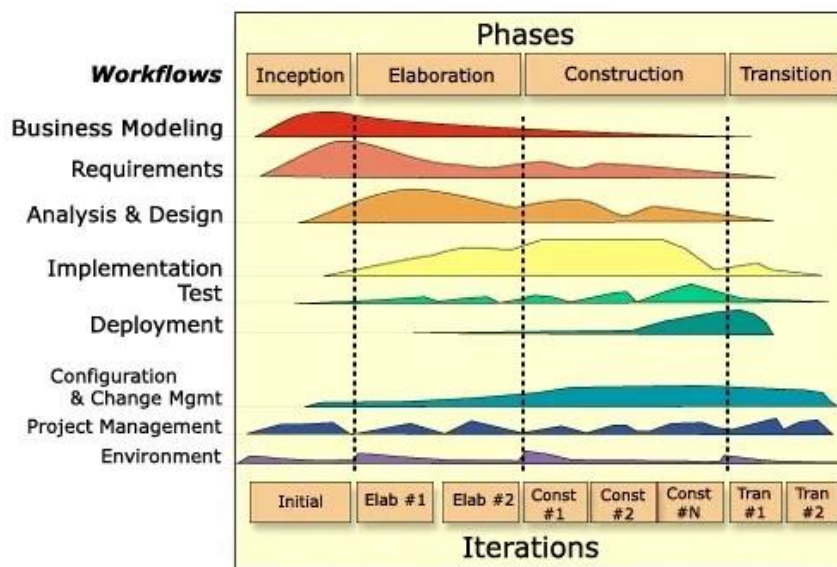 Phases
Workflows
Inception
Elaboration
Construction
Transition
Business Modeling
Requirements
Analysis & Design
Implementation
Test
Deployment
Configuration
& Change Mgmt
Project Management
Environment
Initial
Elab #1
Elab #2
Const
#1
Const
#2
Const
#N
Tran
#1
Tran
#2
Iterations